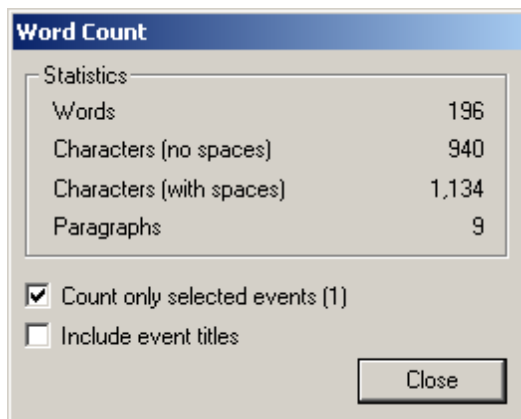 Word Count
Statistics
Words 196
Characters (no spaces) 940
Characters (with spaces) 1,134
Paragraphs 9
Count only selected events (1)
Include event titles
Close